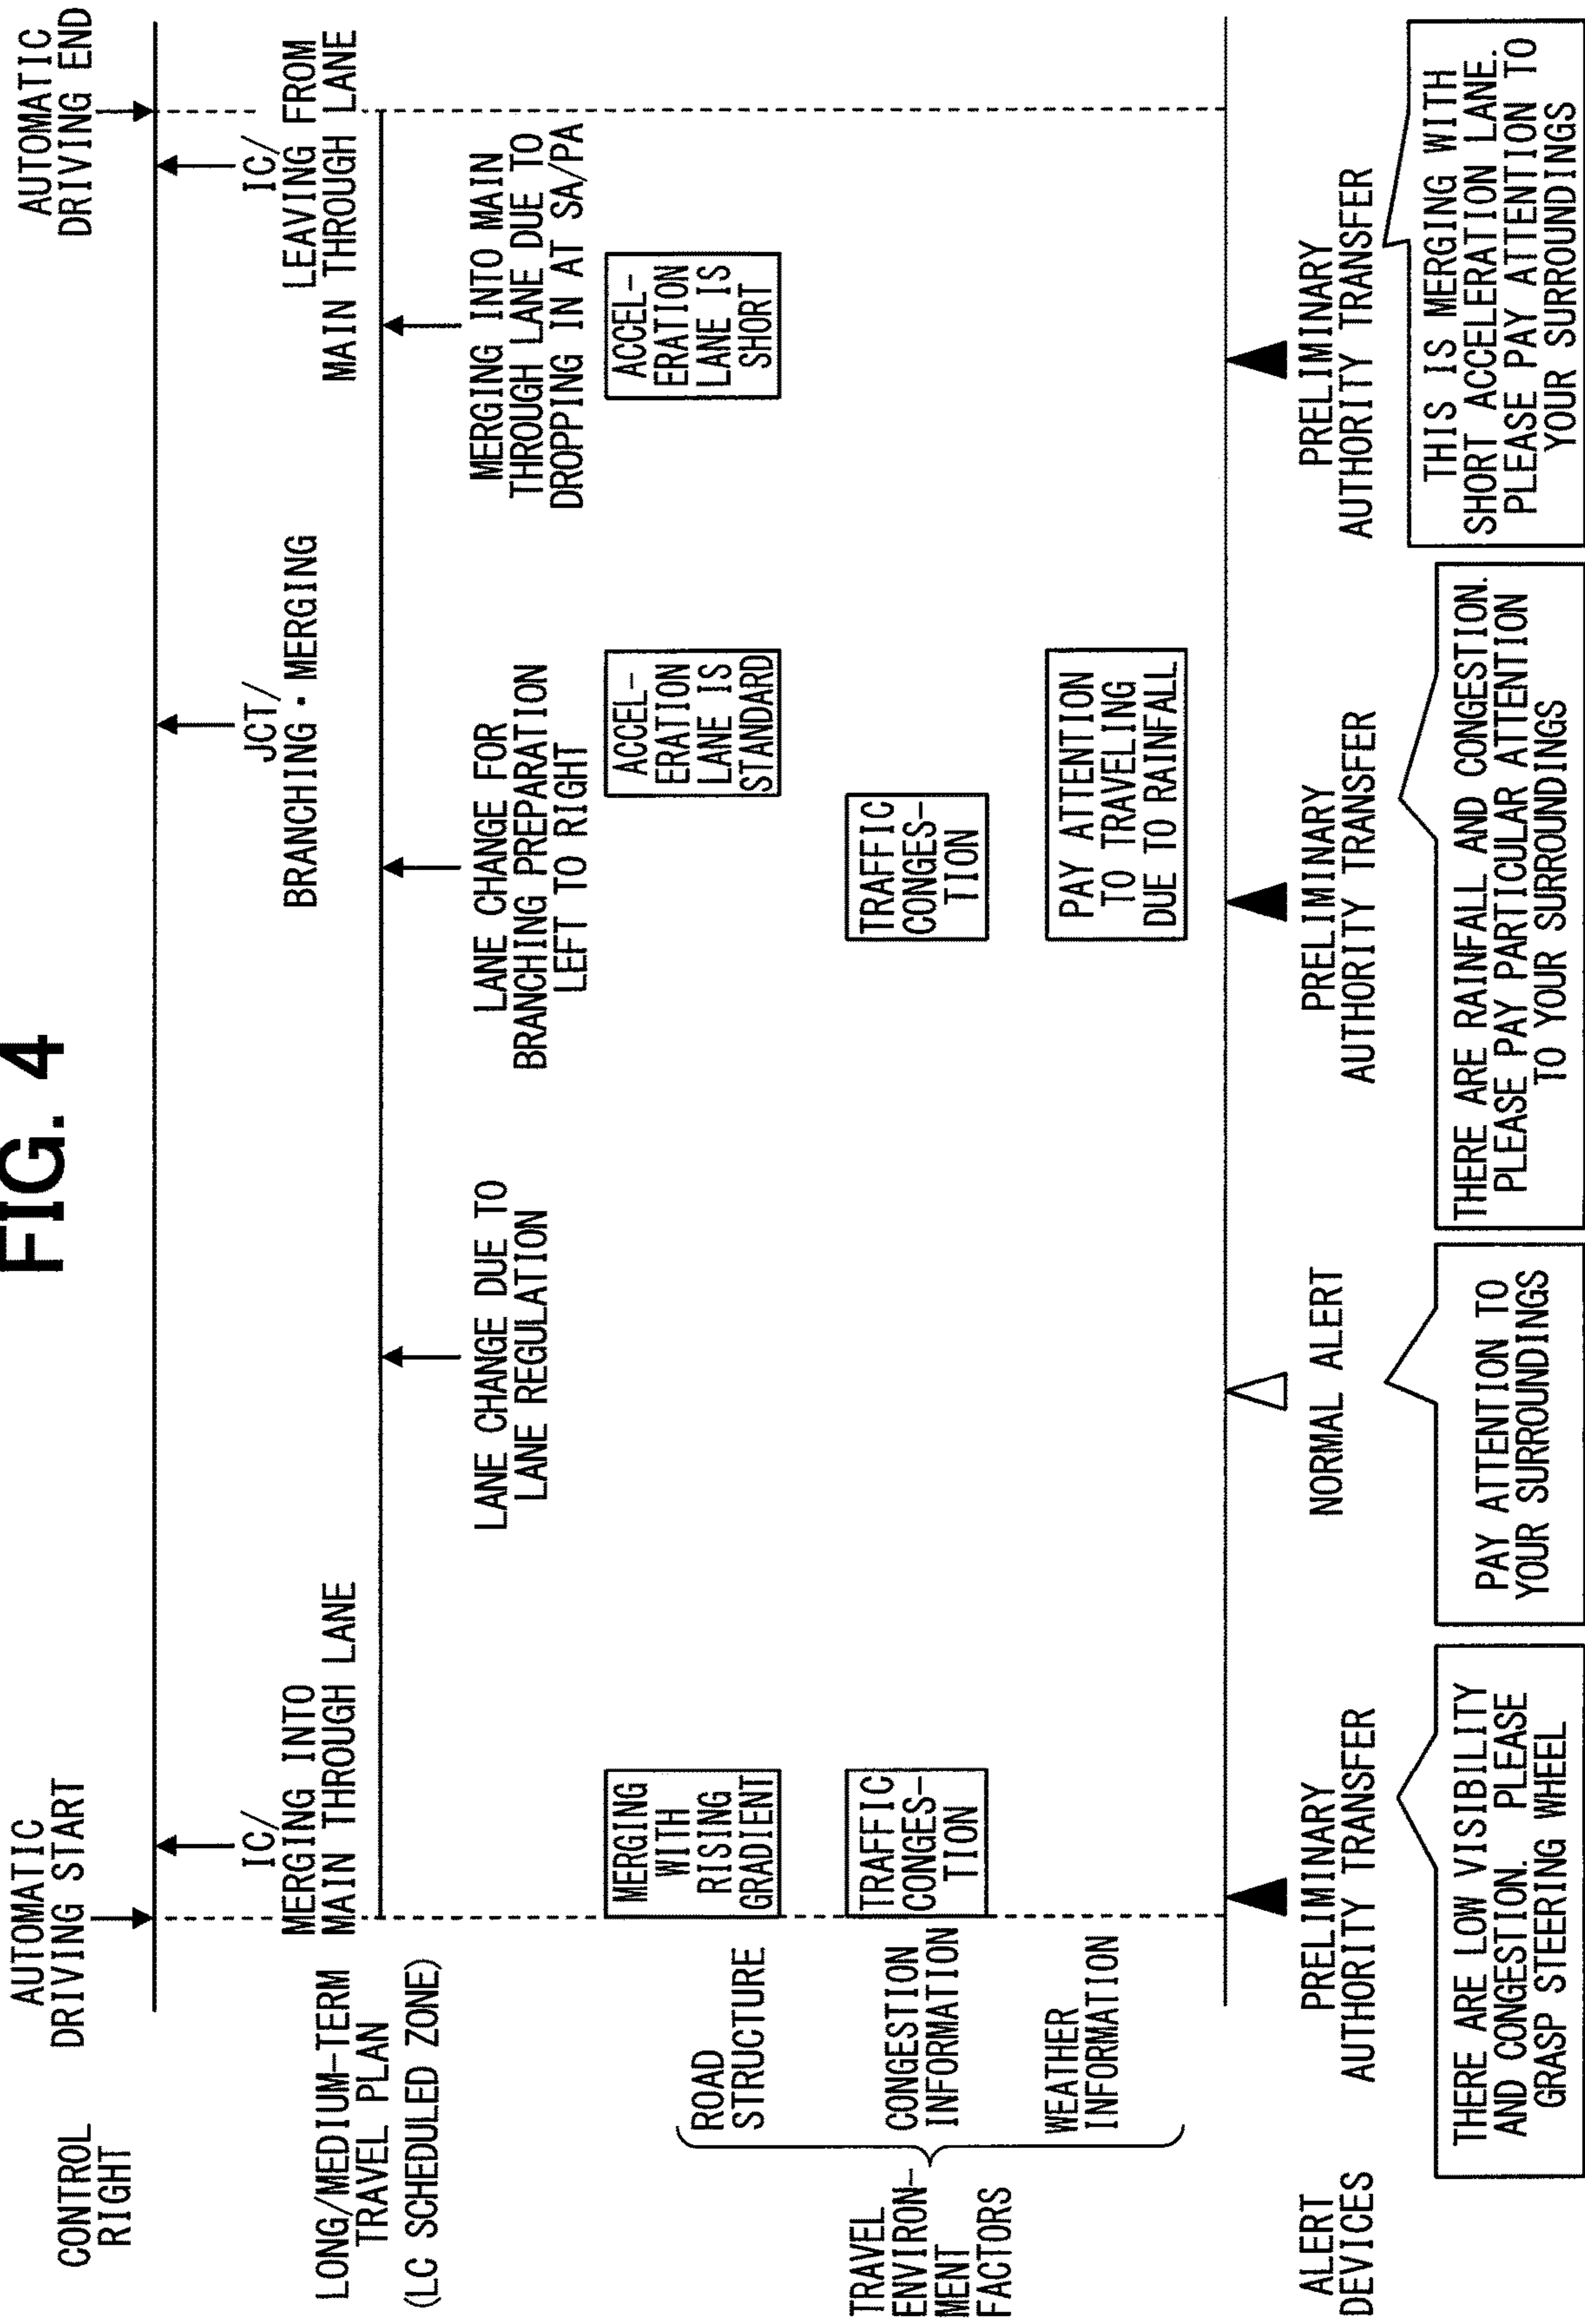 FIG. 4
CONTROL
RIGHT
AUTOMATIC
DRIVING START
AUTOMATIC
DRIVING END
LONG/MEDIUM-TERM
TRAVEL PLAN
(LC SCHEDULED ZONE)
IC/
MERGING INTO
MAIN THROUGH LANE
JCT/
BRANCHING・MERGING
IC/
LEAVING FROM
MAIN THROUGH LANE
LANE CHANGE DUE TO
LANE REGULATION
LANE CHANGE FOR
BRANCHING PREPARATION
LEFT TO RIGHT
MERGING INTO MAIN
THROUGH LANE DUE TO
DROPPING IN AT SA/PA
TRAVEL
ENVIRON-
MENT
FACTORS
ROAD
STRUCTURE
MERGING
WITH
RISING
GRADIENT
ACCEL-
ERATION
LANE IS
STANDARD
ACCEL-
ERATION
LANE IS
SHORT
CONGESTION
INFORMATION
TRAFFIC
CONGES-
TION
TRAFFIC
CONGES-
TION
WEATHER
INFORMATION
PAY ATTENTION
TO TRAVELING
DUE TO RAINFALL
ALERT
DEVICES
PRELIMINARY
AUTHORITY TRANSFER
NORMAL ALERT
PRELIMINARY
AUTHORITY TRANSFER
PRELIMINARY
AUTHORITY TRANSFER
THERE ARE LOW VISIBILITY
AND CONGESTION. PLEASE
GRASP STEERING WHEEL
PAY ATTENTION TO
YOUR SURROUNDINGS
THERE ARE RAINFALL AND CONGESTION.
PLEASE PAY PARTICULAR ATTENTION
TO YOUR SURROUNDINGS
THIS IS MERGING WITH
SHORT ACCELERATION LANE.
PLEASE PAY ATTENTION TO
YOUR SURROUNDINGS